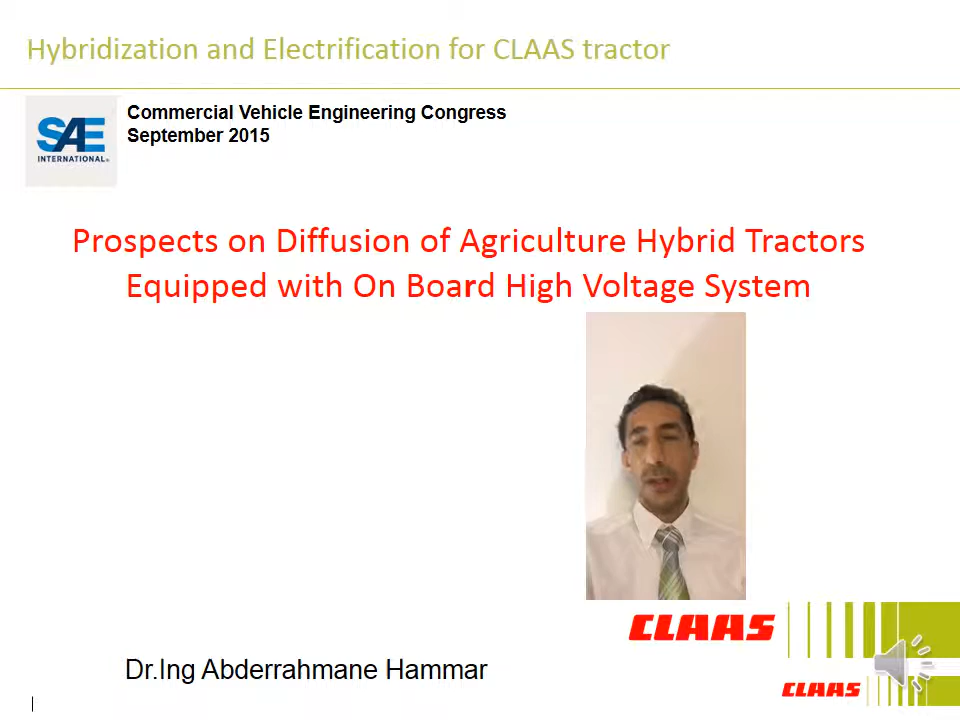 Hybridization and Electrification for CLAAS tractor
SAE
INTERNATIONAL®
Commercial Vehicle Engineering Congress
September 2015
Prospects on Diffusion of Agriculture Hybrid Tractors
Equipped with On Board High Voltage System
CLAAS
Dr.Ing Abderrahmane Hammar
CLAAS